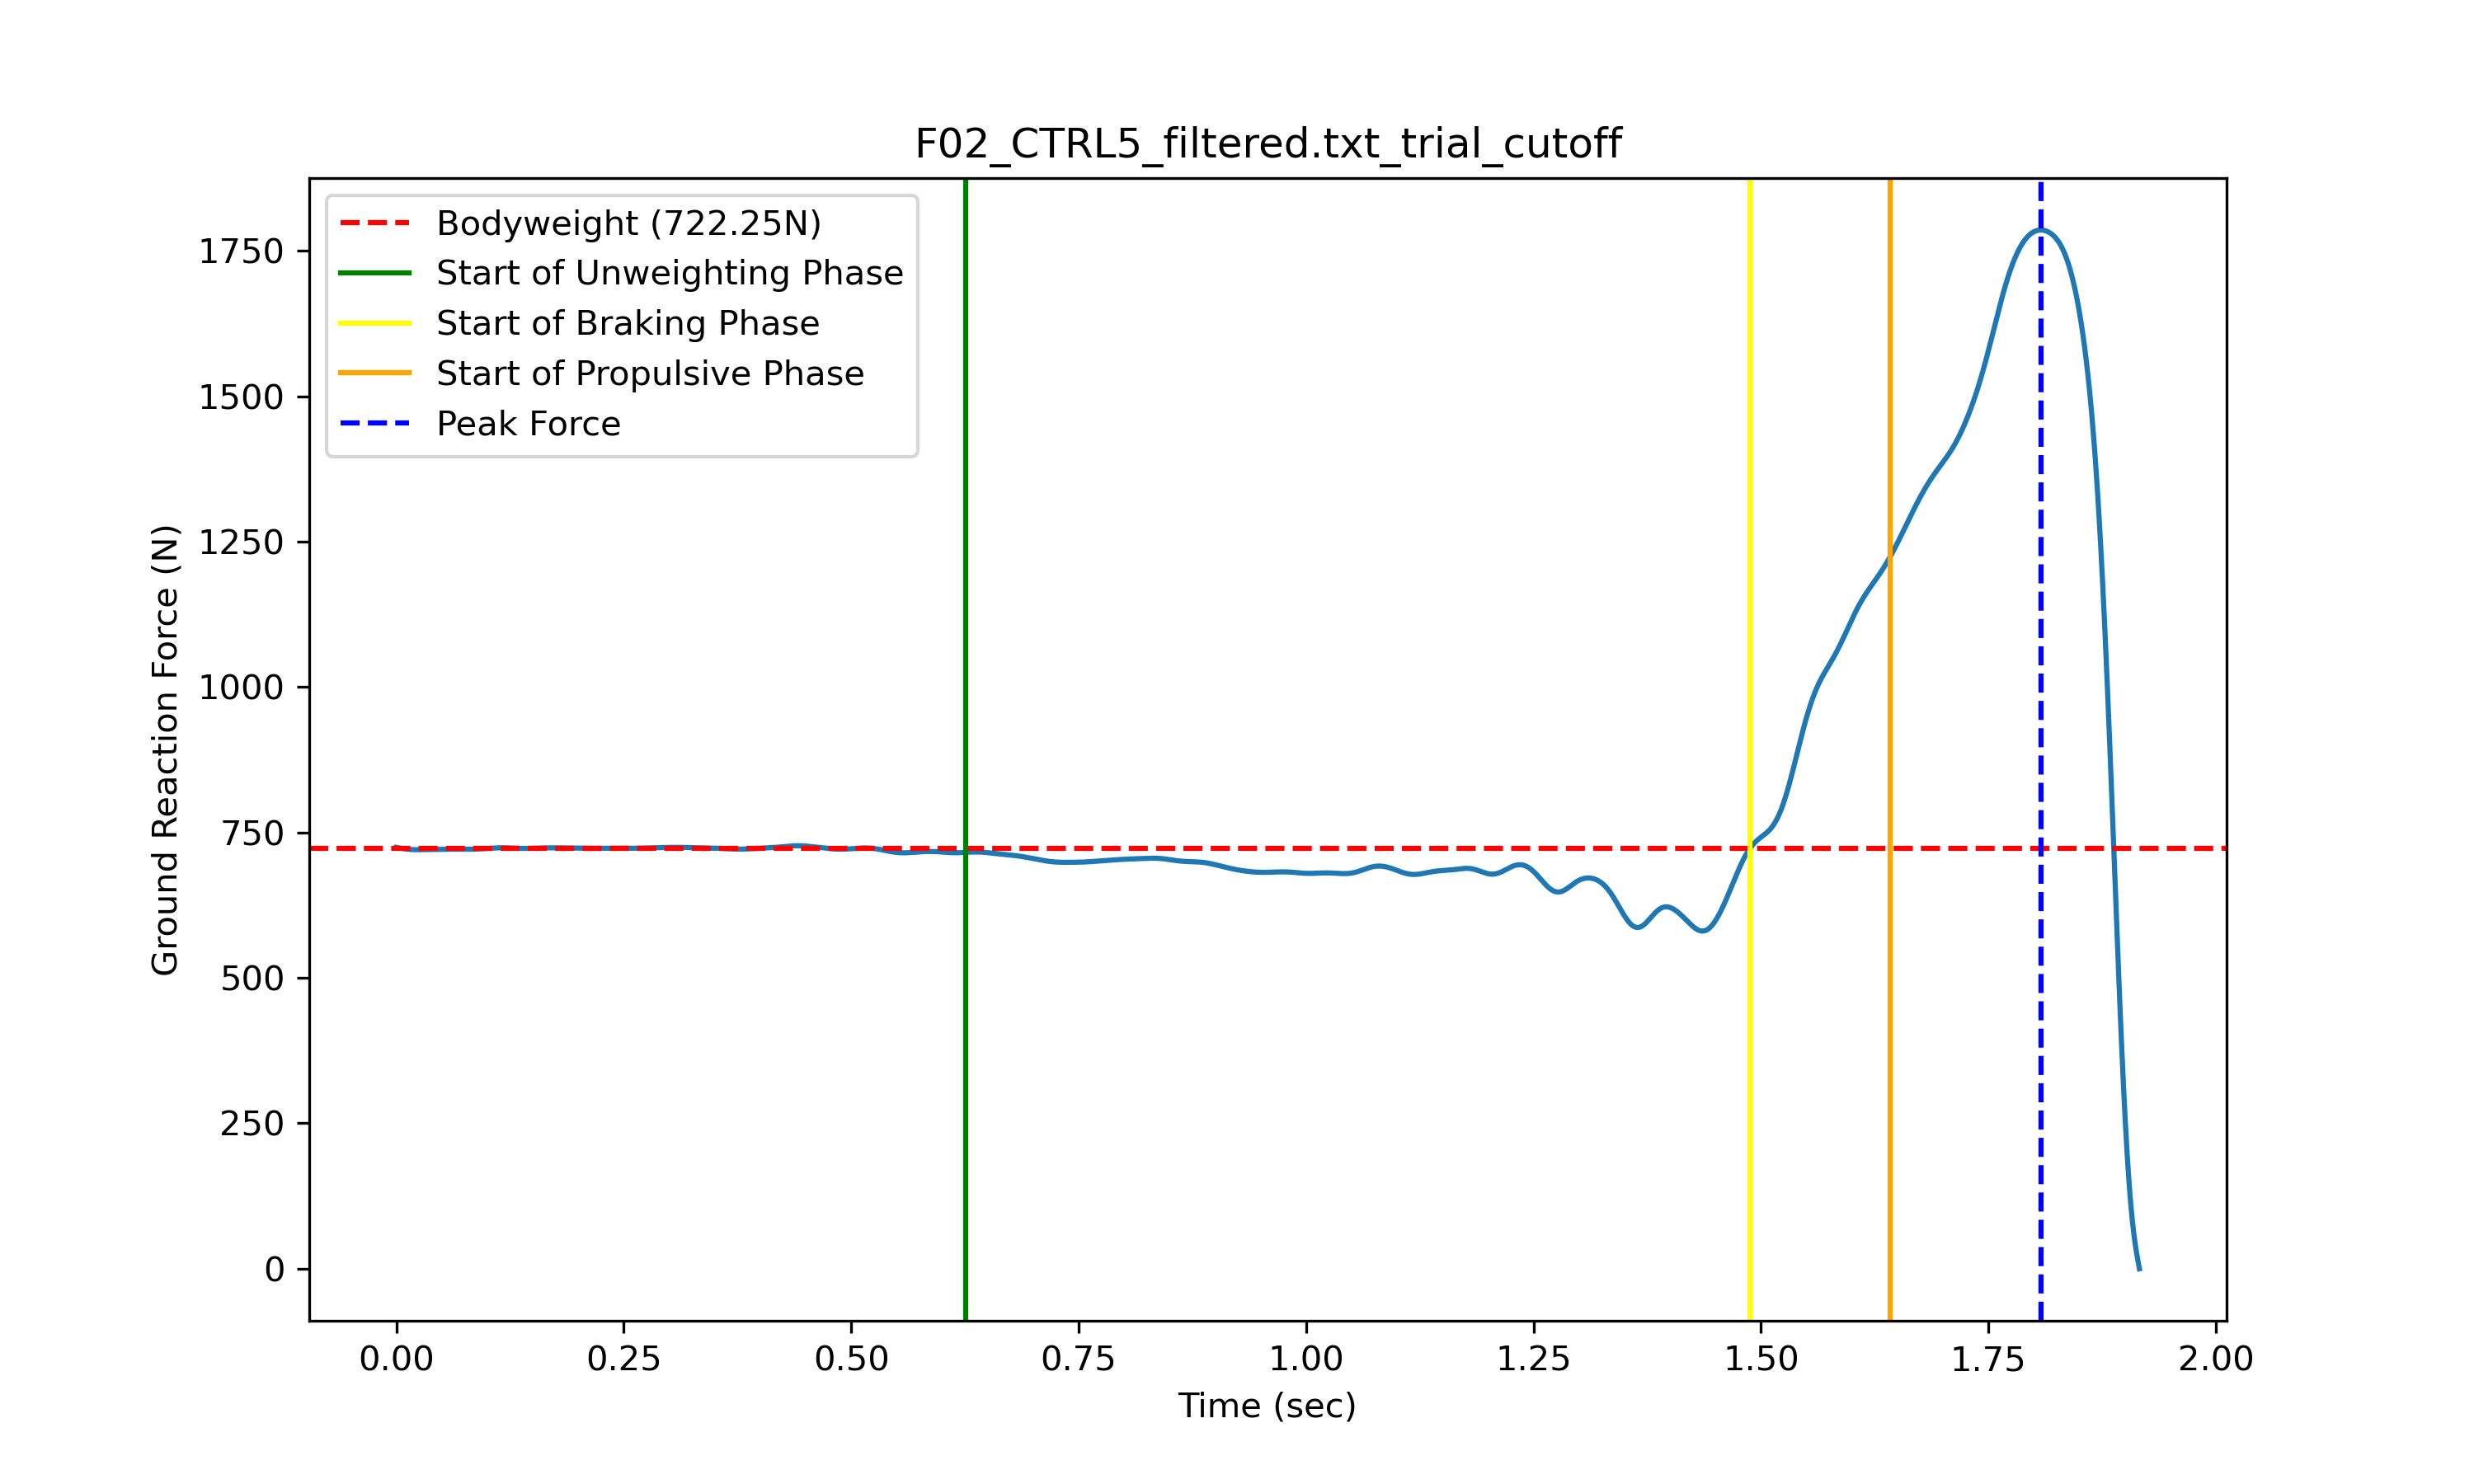 F02_CTRL5_filtered.txt_trial_cutoff
Bodyweight (722.25N)
Start of Unweighting Phase
Start of Braking Phase
Start of Propulsive Phase
Peak Force
Ground Reaction Force (N)
1750
1500
1250
1000
750
500
250
0
0.00 0.25 0.50 0.75 1.00 1.25 1.50 1.75 2.00
Time (sec)